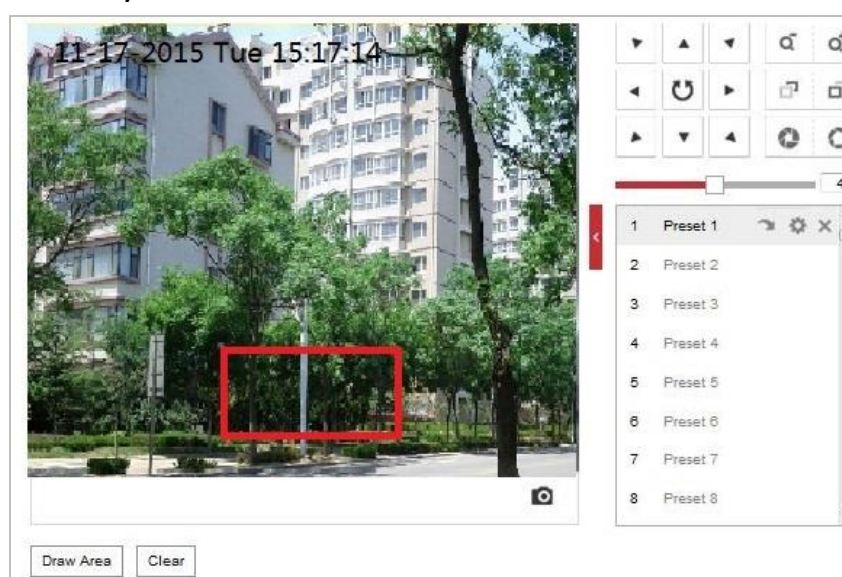 11-17-2015 Tue 15:17:14
4
1 Preset 1
2 Preset 2
3 Preset 3
4 Preset 4
5 Preset 5
6 Preset 6
7 Preset 7
8 Preset 8
Draw Area Clear